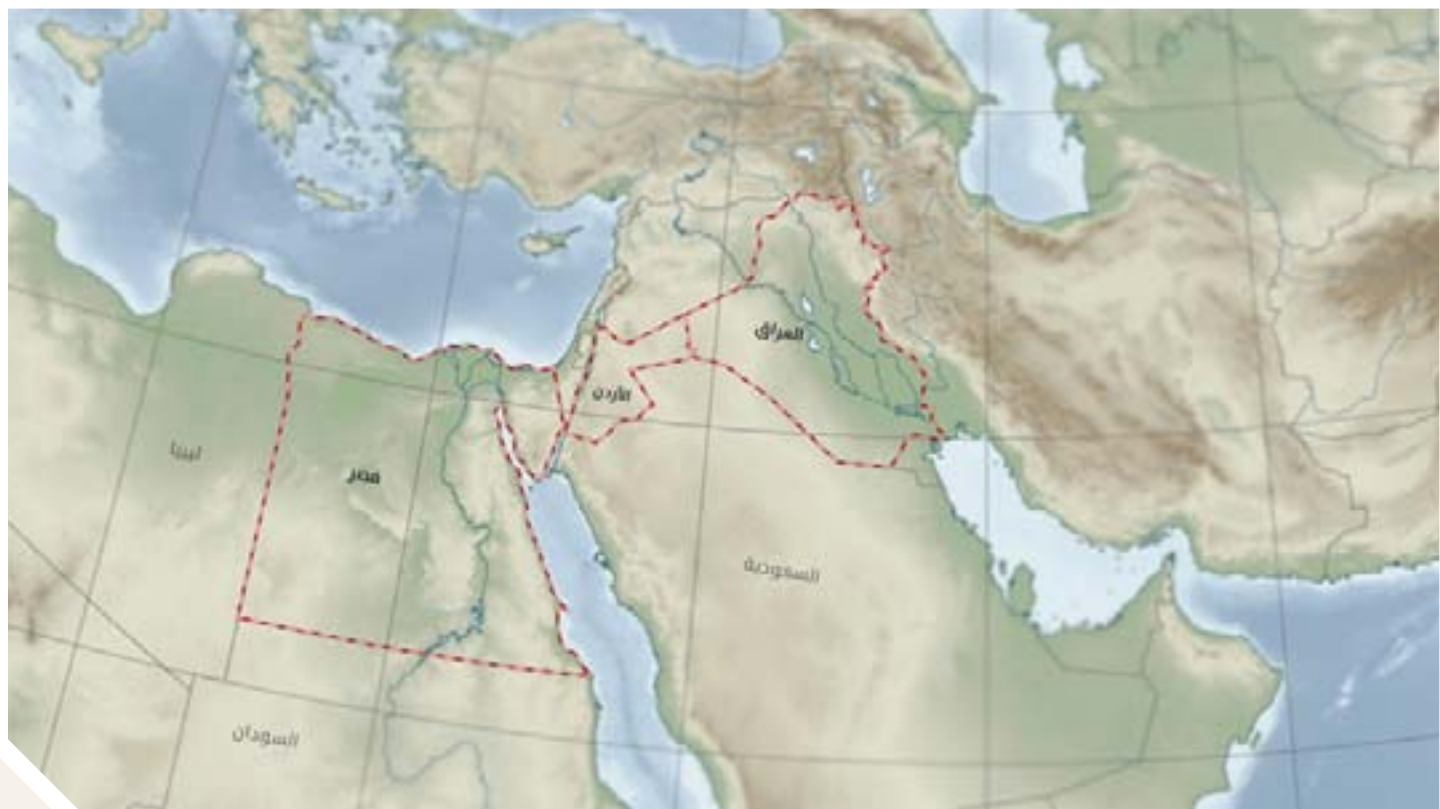 العراق
الأردن
ليبيا
مصر
السعودية
السودان